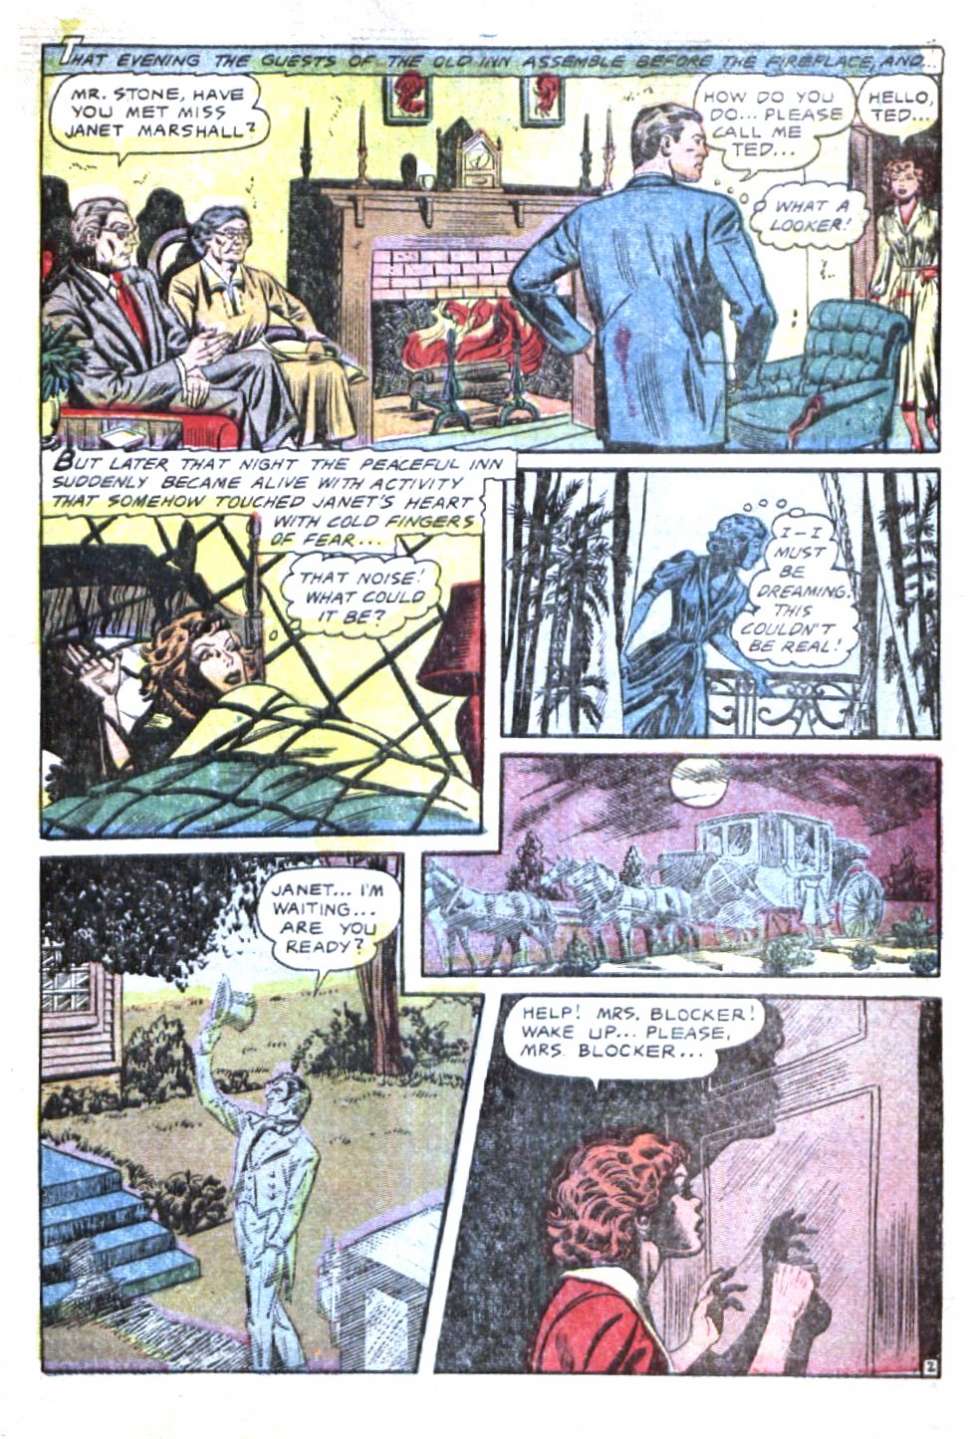 THAT EVENING THE GUESTS OF THE OLD INN ASSEMBLE BEFORE THE FIREPLACE, AND...
MR. STONE, HAVE
YOU MET MISS
JANET MARSHALL?
HOW DO YOU
DO... PLEASE
CALL ME
TED...
WHAT A
LOOKER!
HELLO,
TED...
BUT LATER THAT NIGHT THE PEACEFUL INN
SUDDENLY BECAME ALIVE WITH ACTIVITY
THAT SOMEHOW TOUCHED JANET'S HEART
WITH COLD FINGERS
OF FEAR...
THAT NOISE!
WHAT COULD
IT BE?
I-I
MUST
BE
DREAMING.
THIS
COULDN'T
BE REAL!
JANET... I'M
WAITING...
ARE YOU
READY?
HELP! MRS. BLOCKER!
WAKE UP... PLEASE,
MRS. BLOCKER...
2